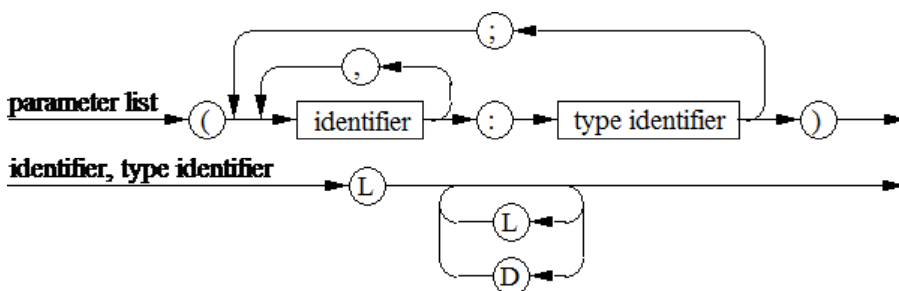 ;
,
parameter list
( identifier : type identifier )
identifier, type identifier
L
L
D